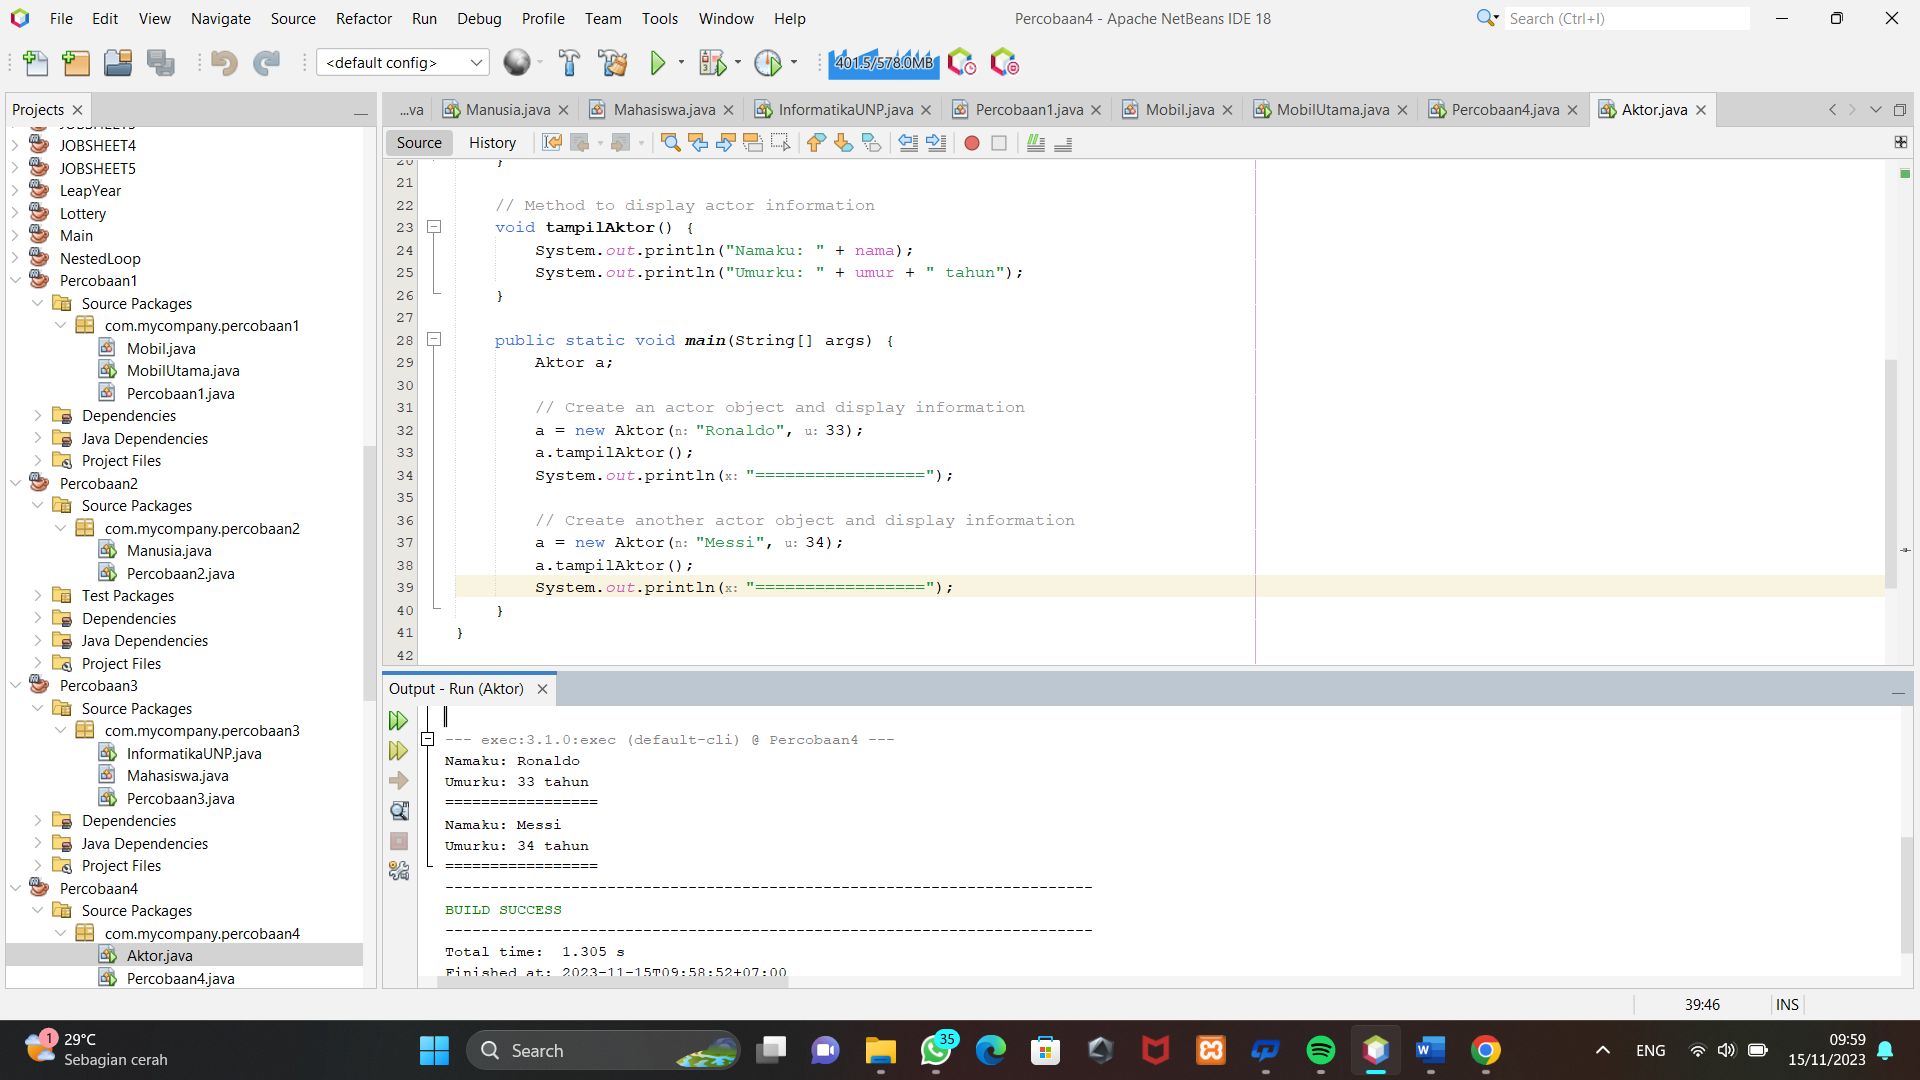 File Edit View Navigate Source Refactor Run Debug Profile Team Tools Window Help
Percobaan4 - Apache NetBeans IDE 18
Search (Ctrl+I)
<default config>
401.5/578.0MB
Projects
JOBSHEET4
JOBSHEET5
LeapYear
Lottery
Main
NestedLoop
Percobaan1
Source Packages
com.mycompany.percobaan1
Mobil.java
MobilUtama.java
Percobaan1.java
Dependencies
Java Dependencies
Project Files
Percobaan2
Source Packages
com.mycompany.percobaan2
Manusia.java
Percobaan2.java
Test Packages
Dependencies
Java Dependencies
Project Files
Percobaan3
Source Packages
com.mycompany.percobaan3
InformatikaUNP.java
Mahasiswa.java
Percobaan3.java
Dependencies
Java Dependencies
Project Files
Percobaan4
Source Packages
com.mycompany.percobaan4
Aktor.java
Percobaan4.java
...va Manusia.java Mahasiswa.java InformatikaUNP.java Percobaan1.java Mobil.java MobilUtama.java Percobaan4.java Aktor.java
Source History
20 }
21
22 // Method to display actor information
23 void tampilAktor() {
24 System.out.println("Namaku: " + nama);
25 System.out.println("Umurku: " + umur + " tahun");
26 }
27
28 public static void main(String[] args) {
29 Aktor a;
30
31 // Create an actor object and display information
32 a = new Aktor(n: "Ronaldo", u: 33);
33 a.tampilAktor();
34 System.out.println(x: "=================");
35
36 // Create another actor object and display information
37 a = new Aktor(n: "Messi", u: 34);
38 a.tampilAktor();
39 System.out.println(x: "=================");
40 }
41 }
42
Output - Run (Aktor)
--- exec:3.1.0:exec (default-cli) @ Percobaan4 ---
Namaku: Ronaldo
Umurku: 33 tahun
=================
Namaku: Messi
Umurku: 34 tahun
=================
------------------------------------------------------------------------
BUILD SUCCESS
------------------------------------------------------------------------
Total time: 1.305 s
Finished at: 2023-11-15T09:58:52+07:00
39:46 INS
1
29°C
Sebagian cerah
Search
35
ENG
09:59
15/11/2023